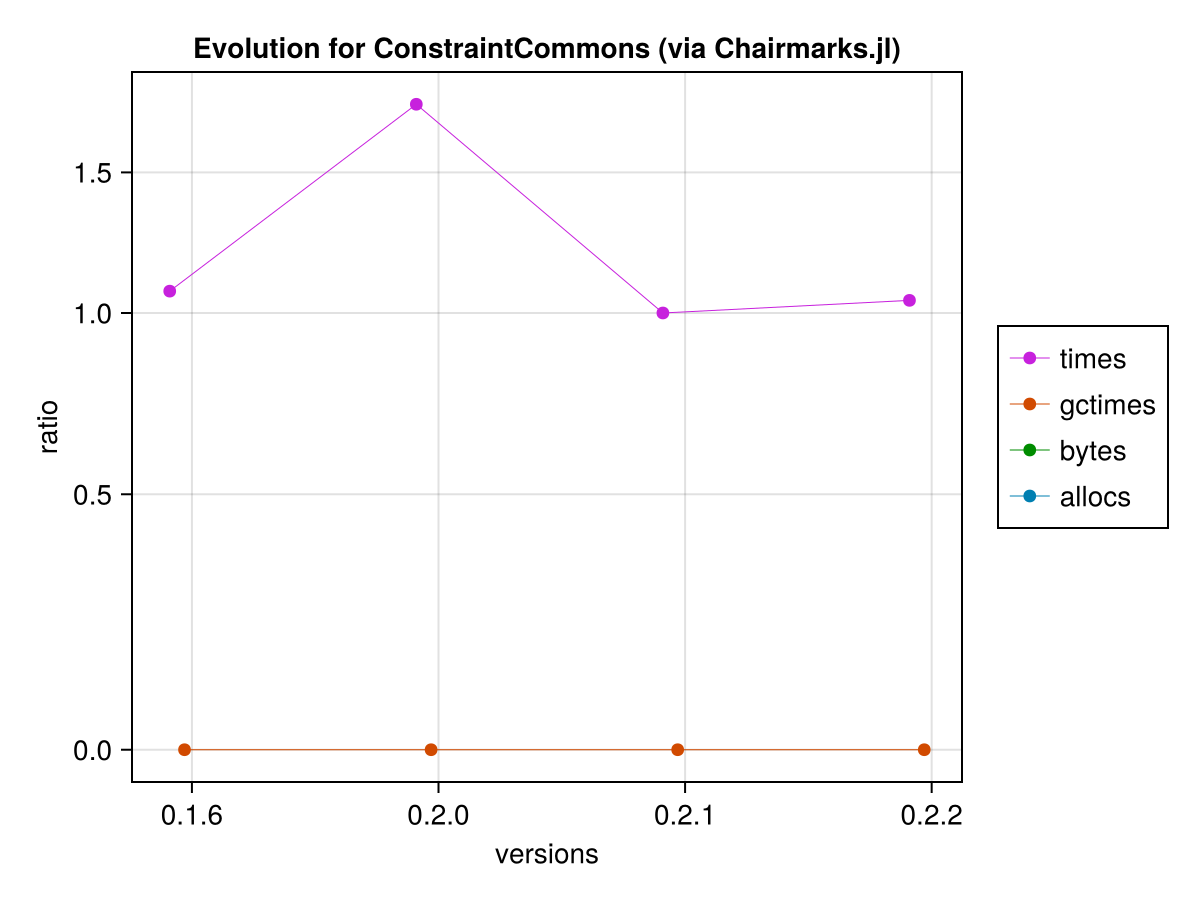 Evolution for ConstraintCommons (via Chairmarks.jl)
1.5
1.0
0.5
0.0
ratio
0.1.6
0.2.0
0.2.1
0.2.2
versions
times
gctimes
bytes
allocs